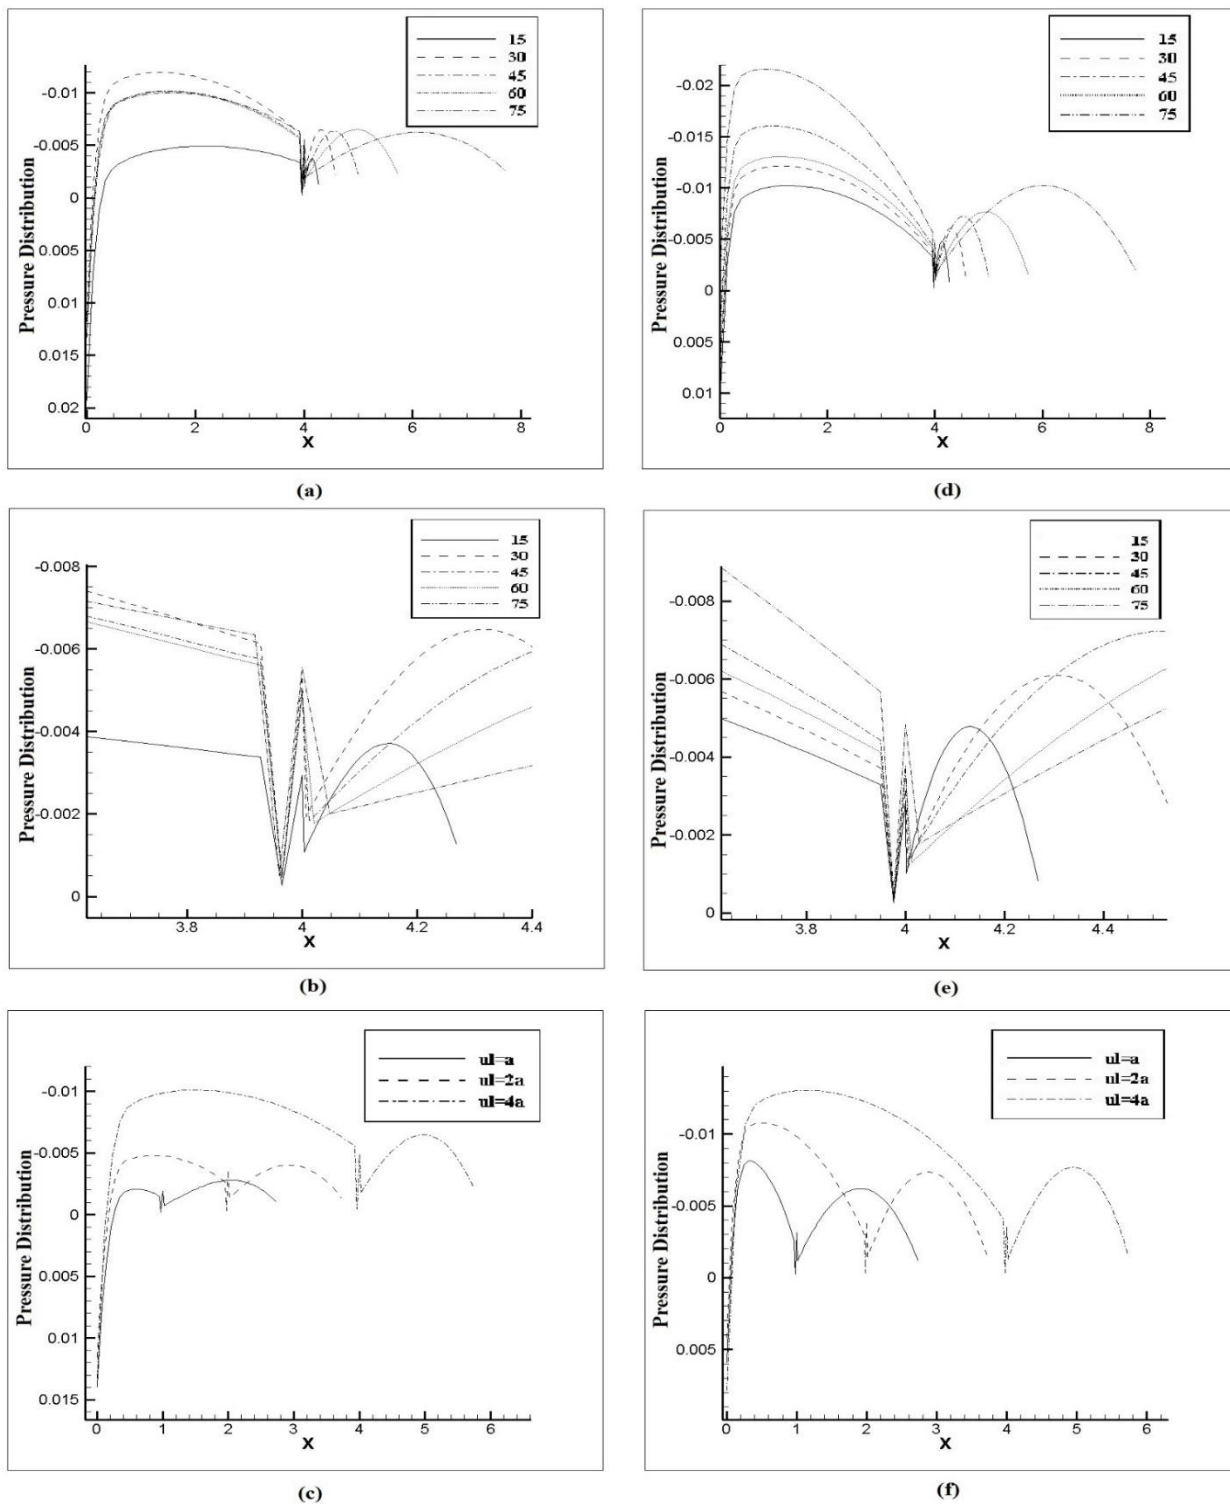 15
30
45
60
75
-0.01
-0.005
0
0.005
0.01
0.015
0.02
Pressure Distribution
0 2 4 6 8
X
(a)
15
30
45
60
75
-0.02
-0.015
-0.01
-0.005
0
0.005
0.01
Pressure Distribution
0 2 4 6 8
X
(d)
15
30
45
60
75
-0.008
-0.006
-0.004
-0.002
0
Pressure Distribution
3.8 4 4.2 4.4
X
(b)
15
30
45
60
75
-0.008
-0.006
-0.004
-0.002
0
Pressure Distribution
3.8 4 4.2 4.4
X
(e)
ul=a
ul=2a
ul=4a
-0.01
-0.005
0
0.005
0.01
0.015
Pressure Distribution
0 1 2 3 4 5 6
X
(c)
ul=a
ul=2a
ul=4a
-0.01
-0.005
0
0.005
Pressure Distribution
0 1 2 3 4 5 6
X
(f)